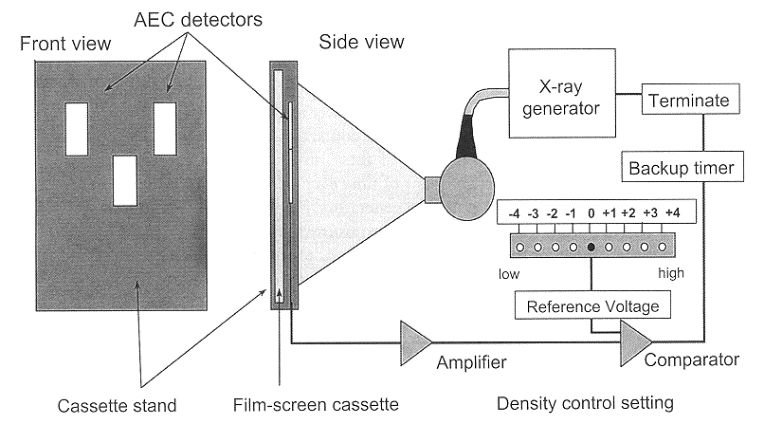 AEC detectors
Front view
Side view
X-ray
generator
Terminate
Backup timer
-4 -3 -2 -1 0 +1 +2 +3 +4
low
high
Reference Voltage
Amplifier
Comparator
Cassette stand
Film-screen cassette
Density control setting